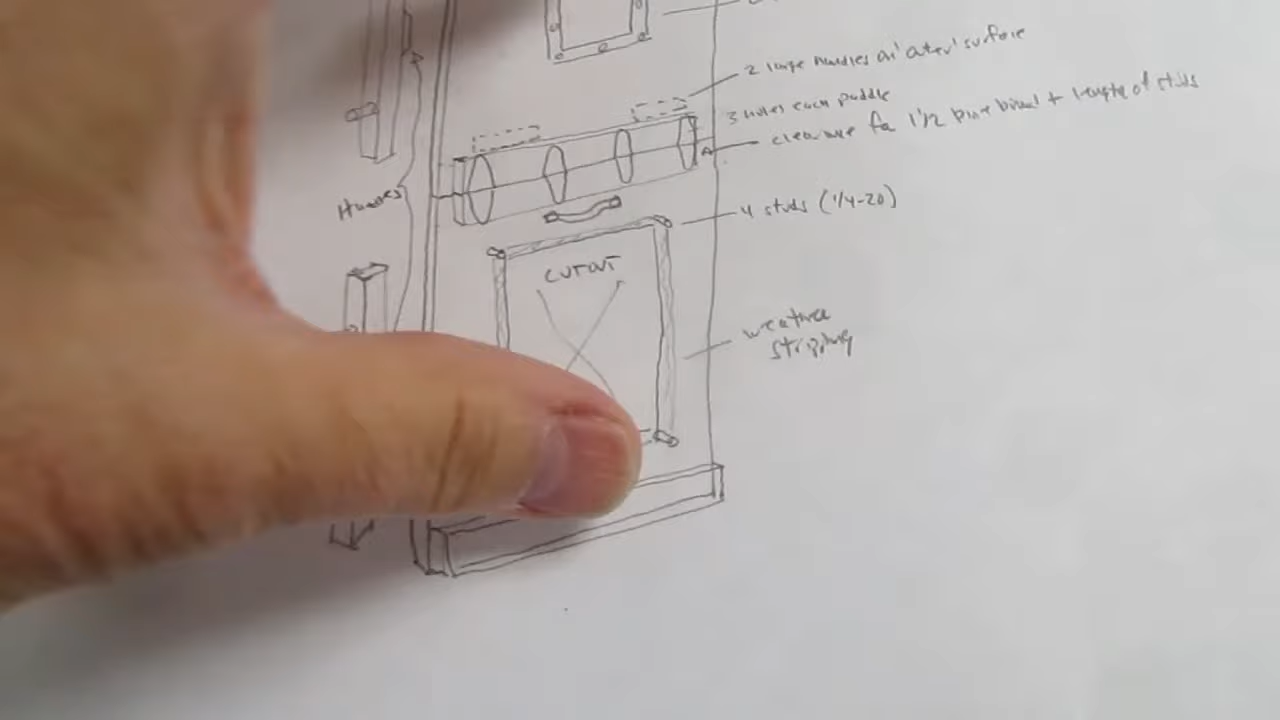 2 large handles on 'outer' surface
3 holes each paddle
clearance for 1 1/2 pine board + length of studs
Handles
4 studs (1/4-20)
CUTOUT
weather
stripping